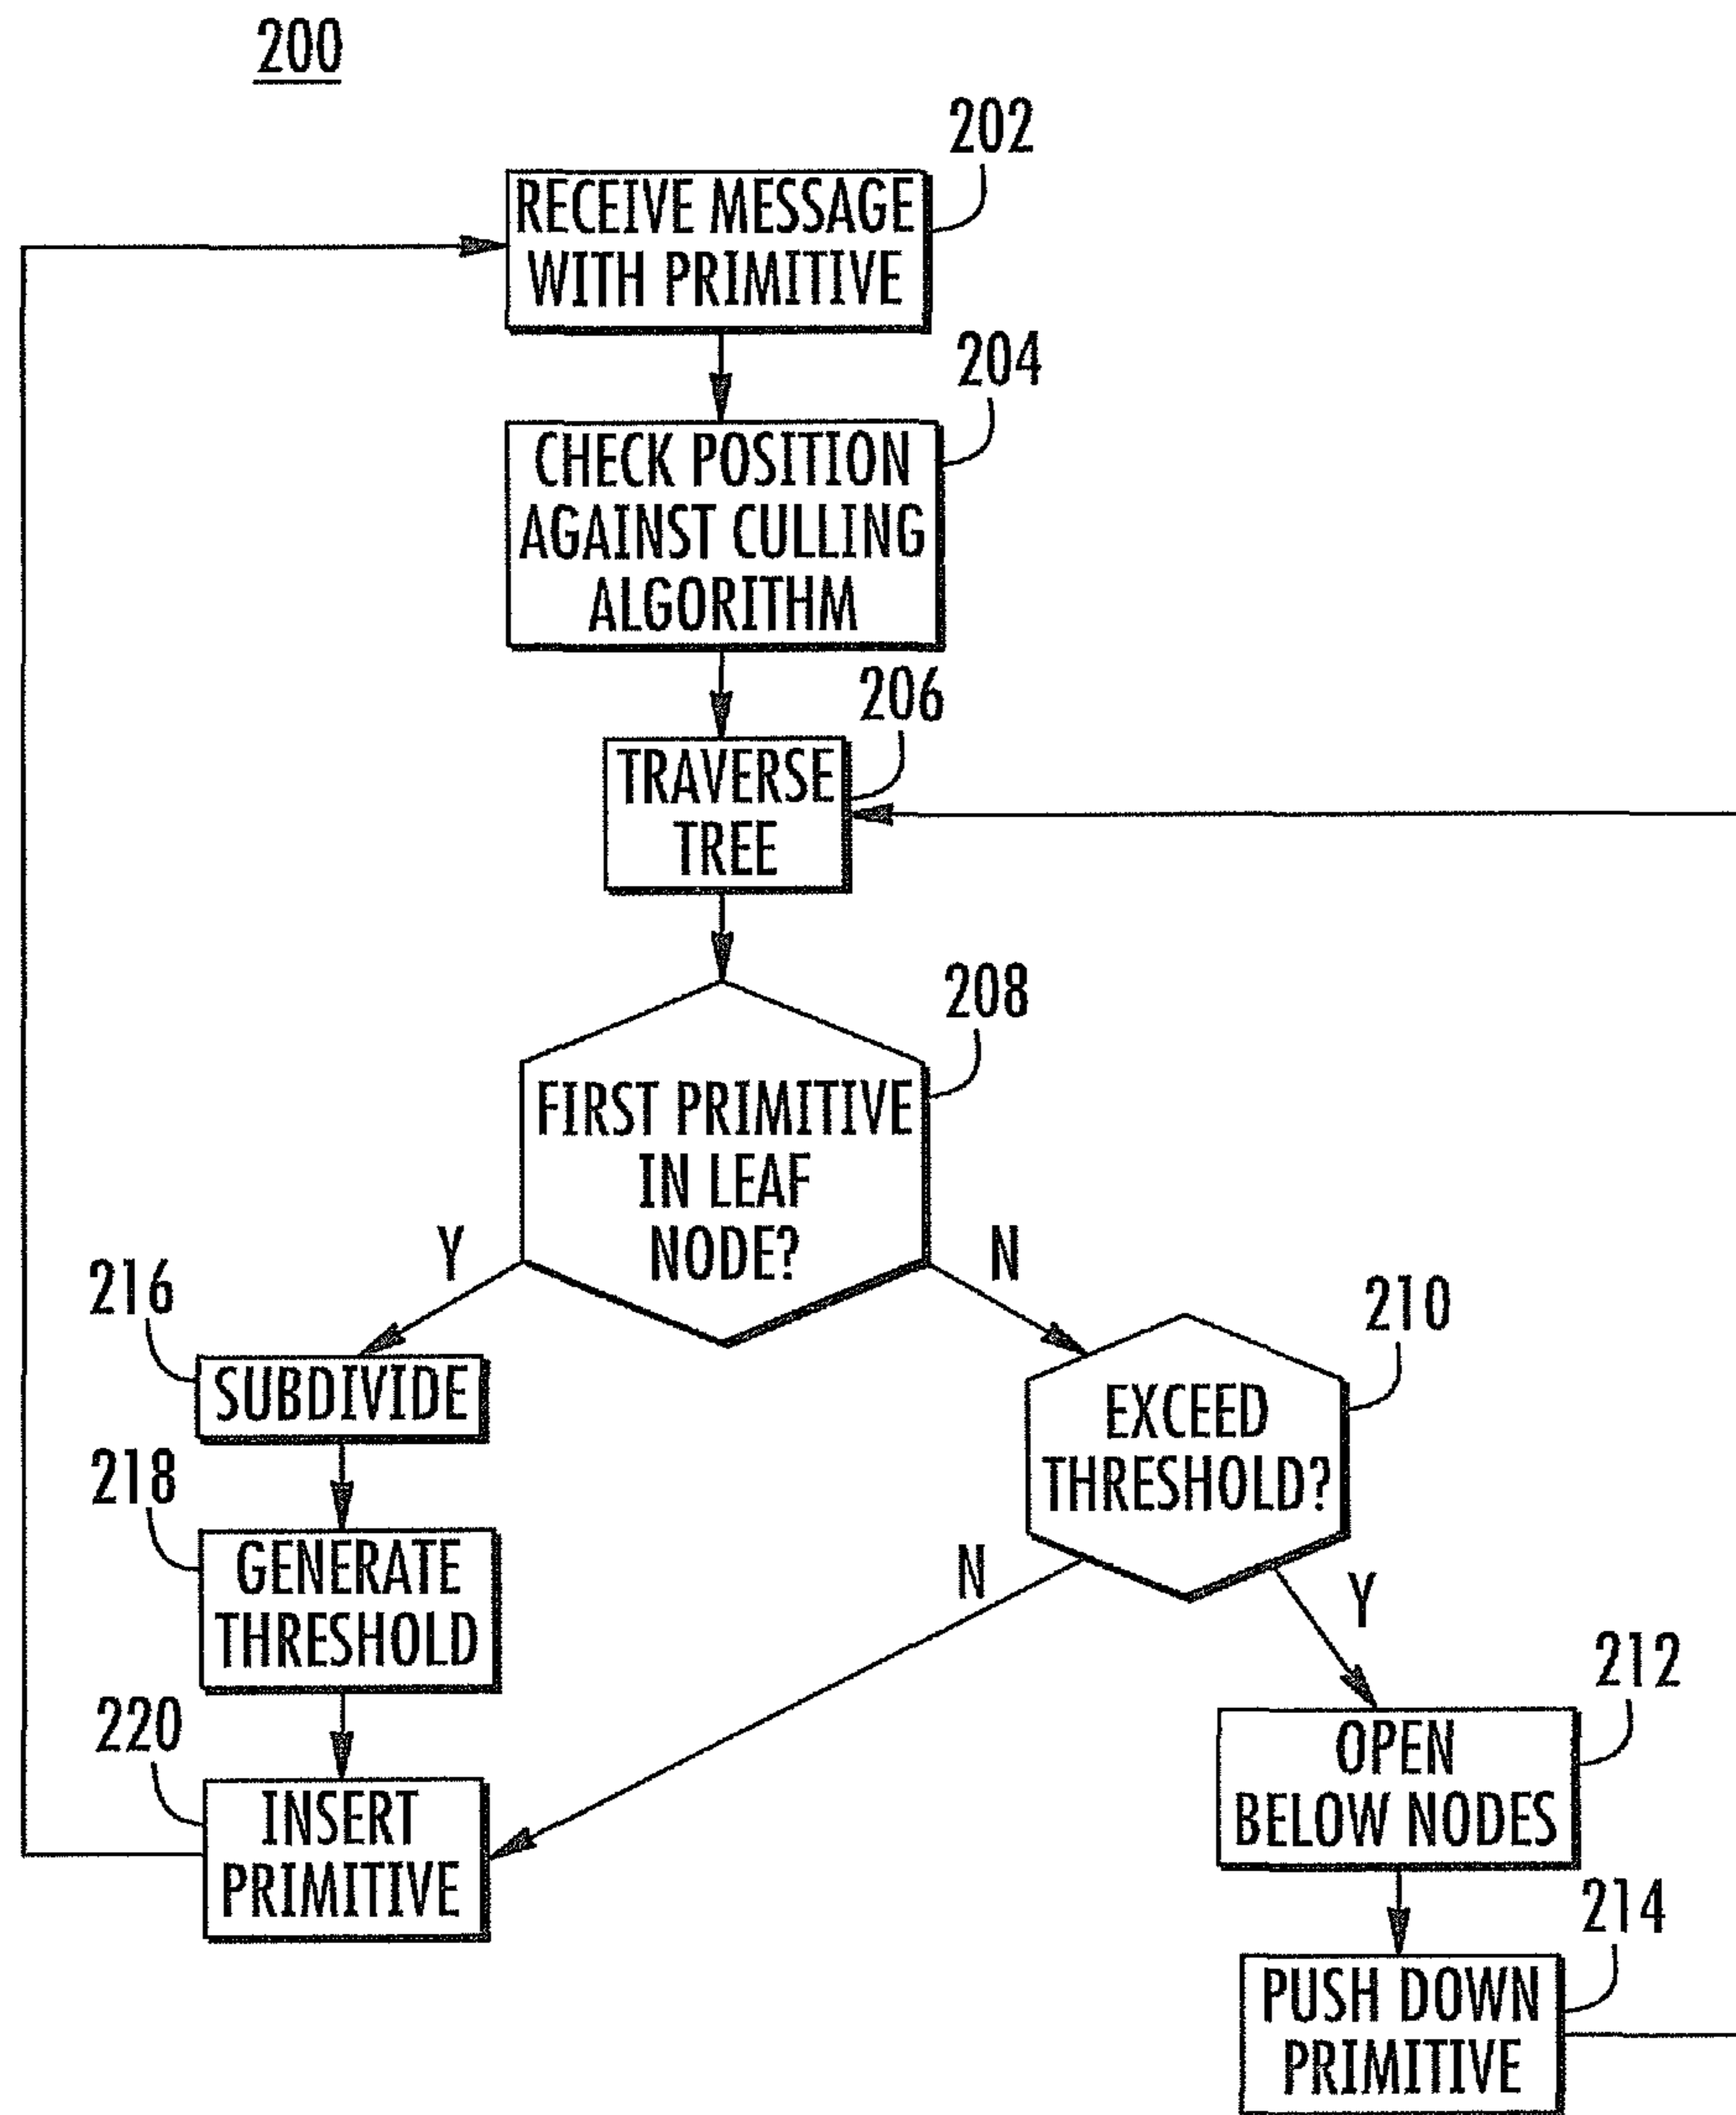 200
202
RECEIVE MESSAGE
WITH PRIMITIVE
204
CHECK POSITION
AGAINST CULLING
ALGORITHM
206
TRAVERSE
TREE
208
FIRST PRIMITIVE
IN LEAF
NODE?
Y
N
216
SUBDIVIDE
210
EXCEED
THRESHOLD?
218
GENERATE
THRESHOLD
N
Y
220
INSERT
PRIMITIVE
212
OPEN
BELOW NODES
214
PUSH DOWN
PRIMITIVE